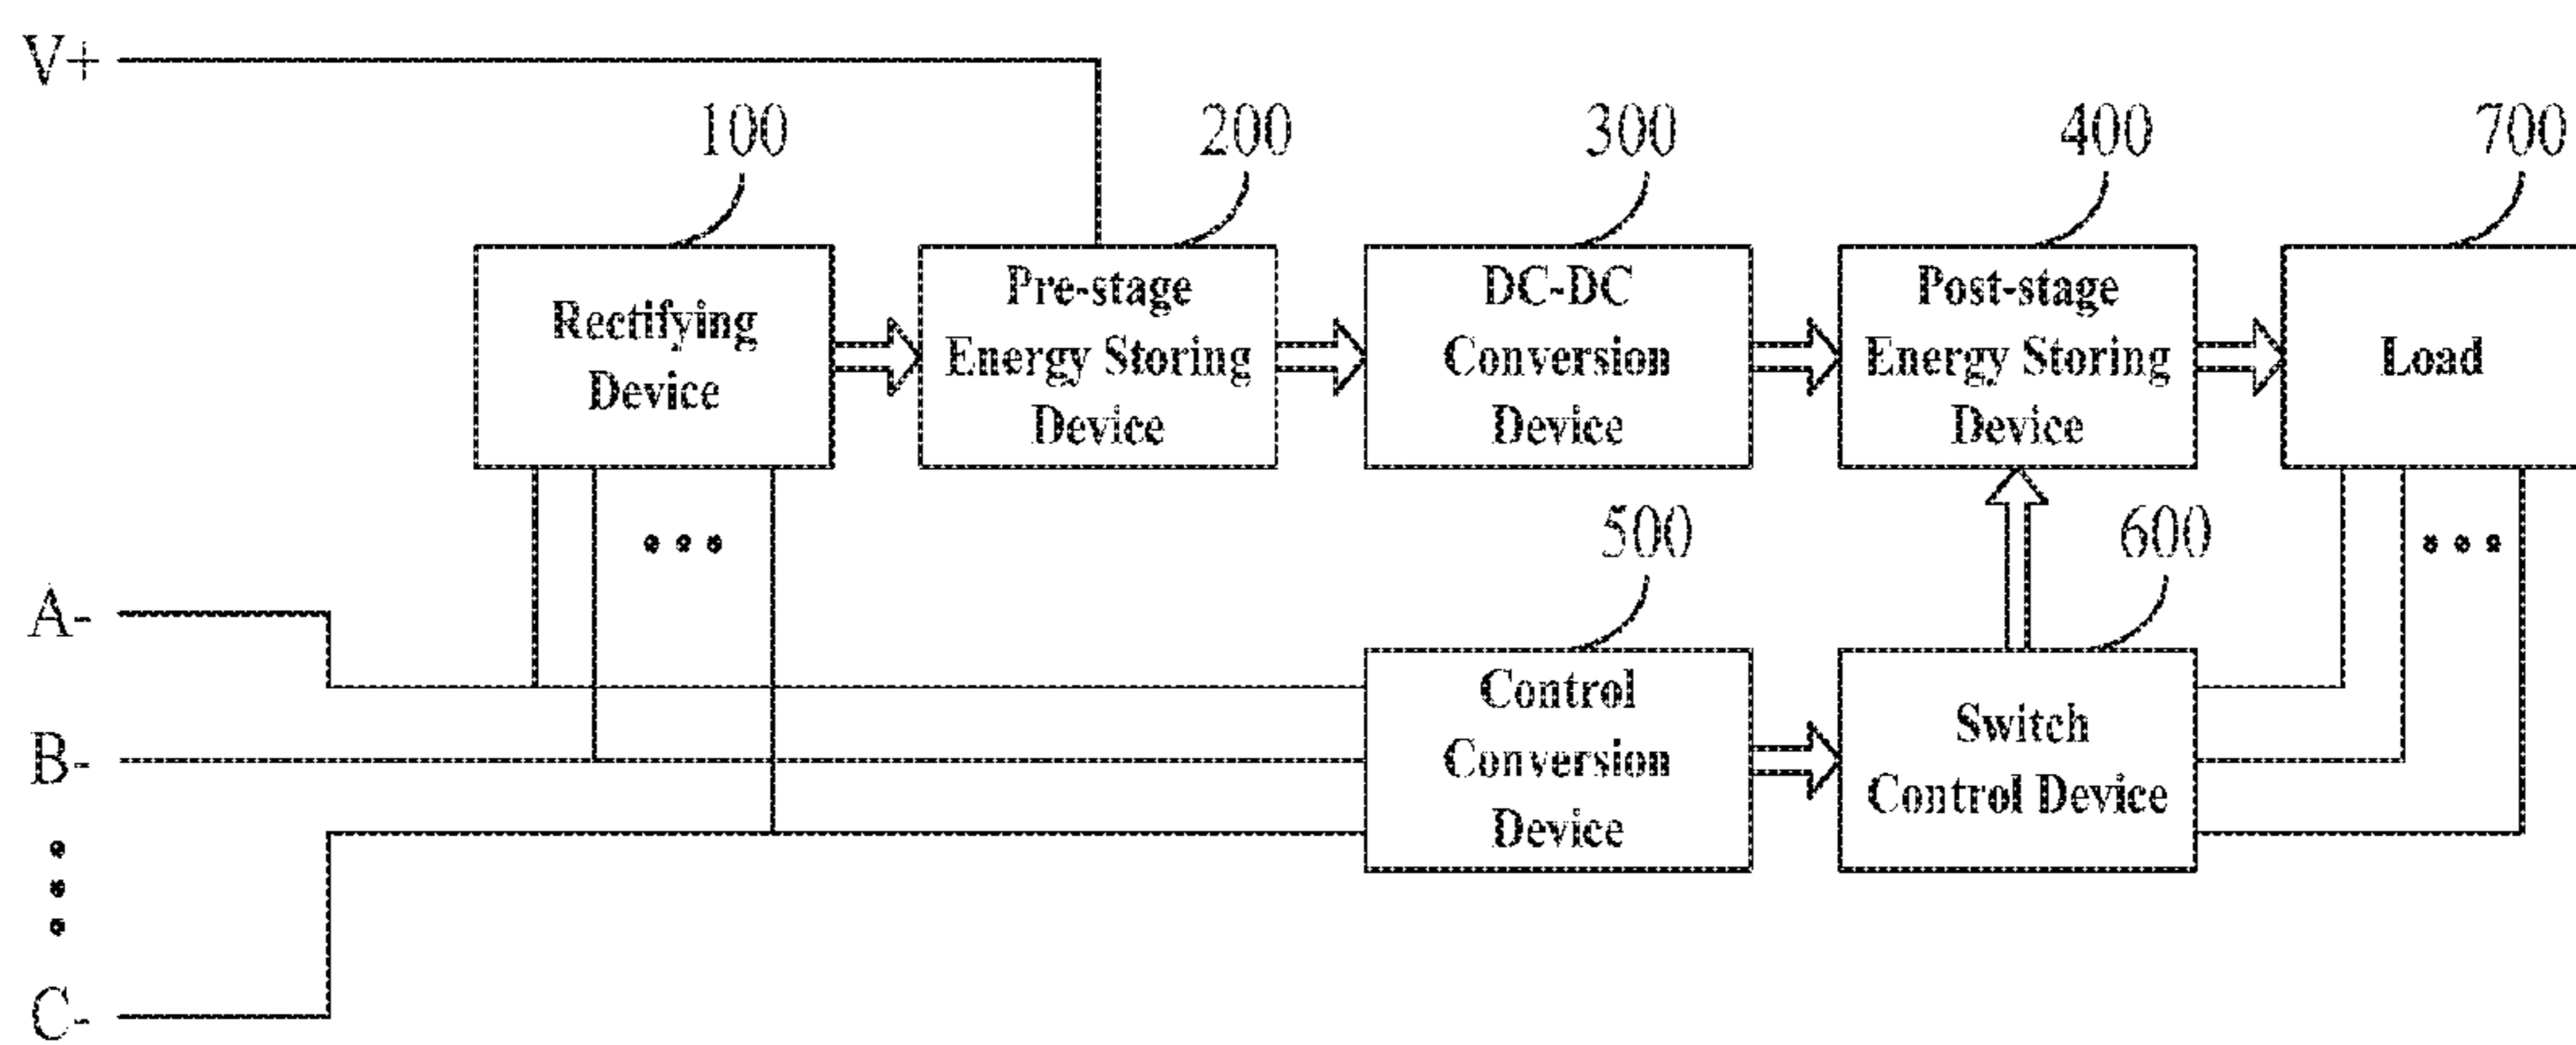 V+
100
200
300
400
700
Rectifying
Device
Pre-stage
Energy Storing
Device
DC-DC
Conversion
Device
Post-stage
Energy Storing
Device
Load
500
600
A-
B-
C-
Control
Conversion
Device
Switch
Control Device